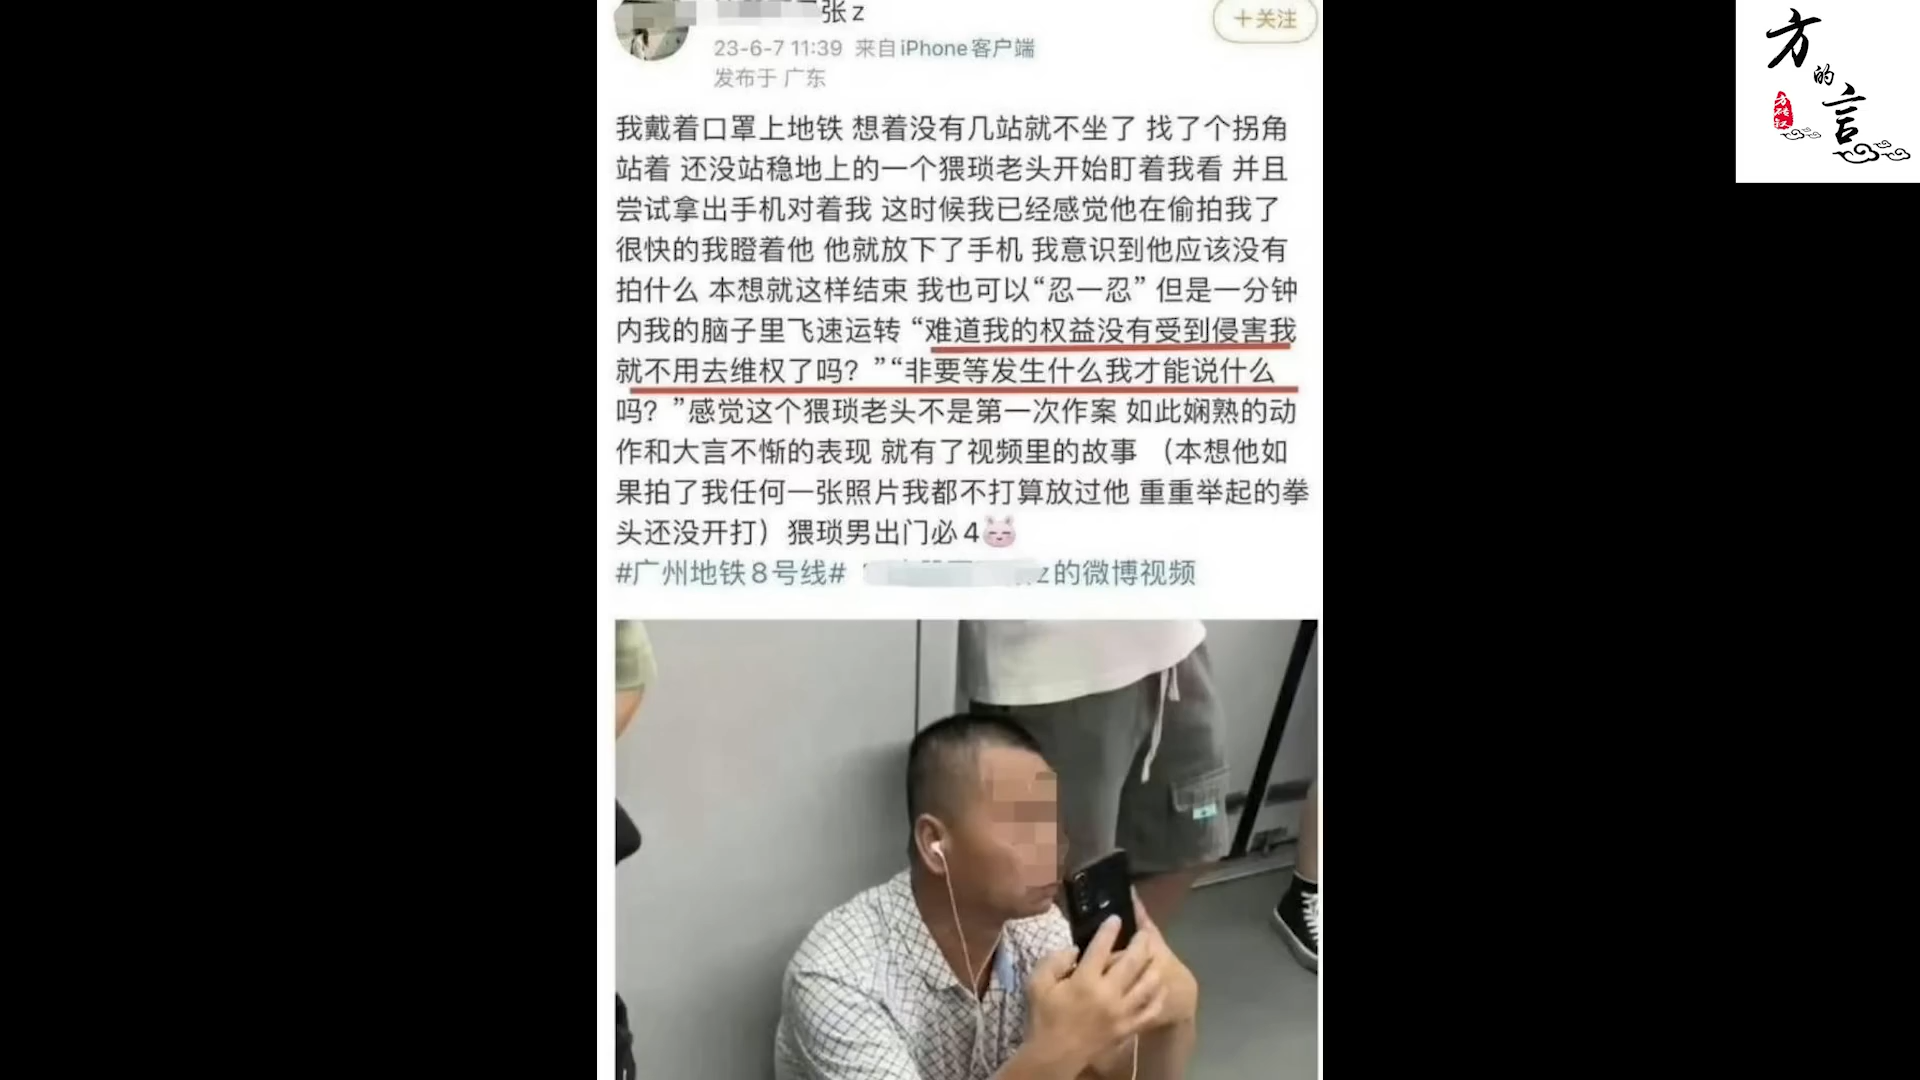 张z
+关注
23-6-7 11:39 来自iPhone客户端
发布于 广东
我戴着口罩上地铁 想着没有几站就不坐了 找了个拐角
站着 还没站稳地上的一个猥琐老头开始盯着我看 并且
尝试拿出手机对着我 这时候我已经感觉他在偷拍我了
很快的我瞪着他 他就放下了手机 我意识到他应该没有
拍什么 本想就这样结束 我也可以“忍一忍” 但是一分钟
内我的脑子里飞速运转 “难道我的权益没有受到侵害我
就不用去维权了吗？”“非要等发生什么我才能说什么
吗？”感觉这个猥琐老头不是第一次作案 如此娴熟的动
作和大言不惭的表现 就有了视频里的故事 （本想他如
果拍了我任何一张照片我都不打算放过他 重重举起的拳
头还没开打）猥琐男出门必4
#广州地铁8号线# z的微博视频
方的言